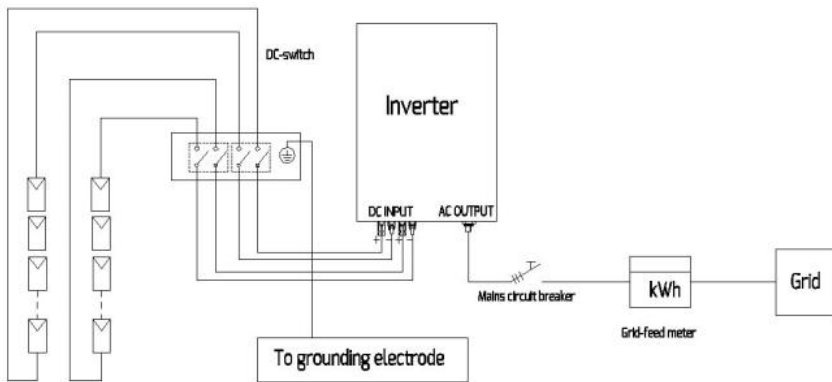 DC-switch
Inverter
DC INPUT
AC OUTPUT
+ - + -
Mains circuit breaker
kWh
Grid-feed meter
Grid
To grounding electrode